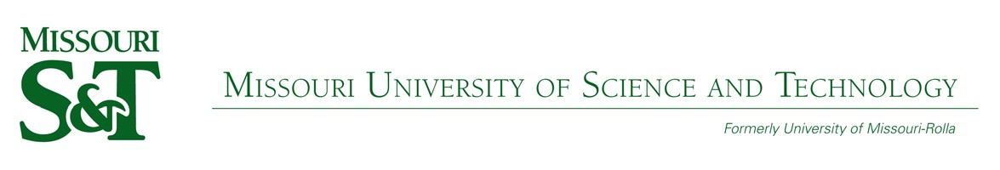 MISSOURI
S&T
MISSOURI UNIVERSITY OF SCIENCE AND TECHNOLOGY
Formerly University of Missouri-Rolla